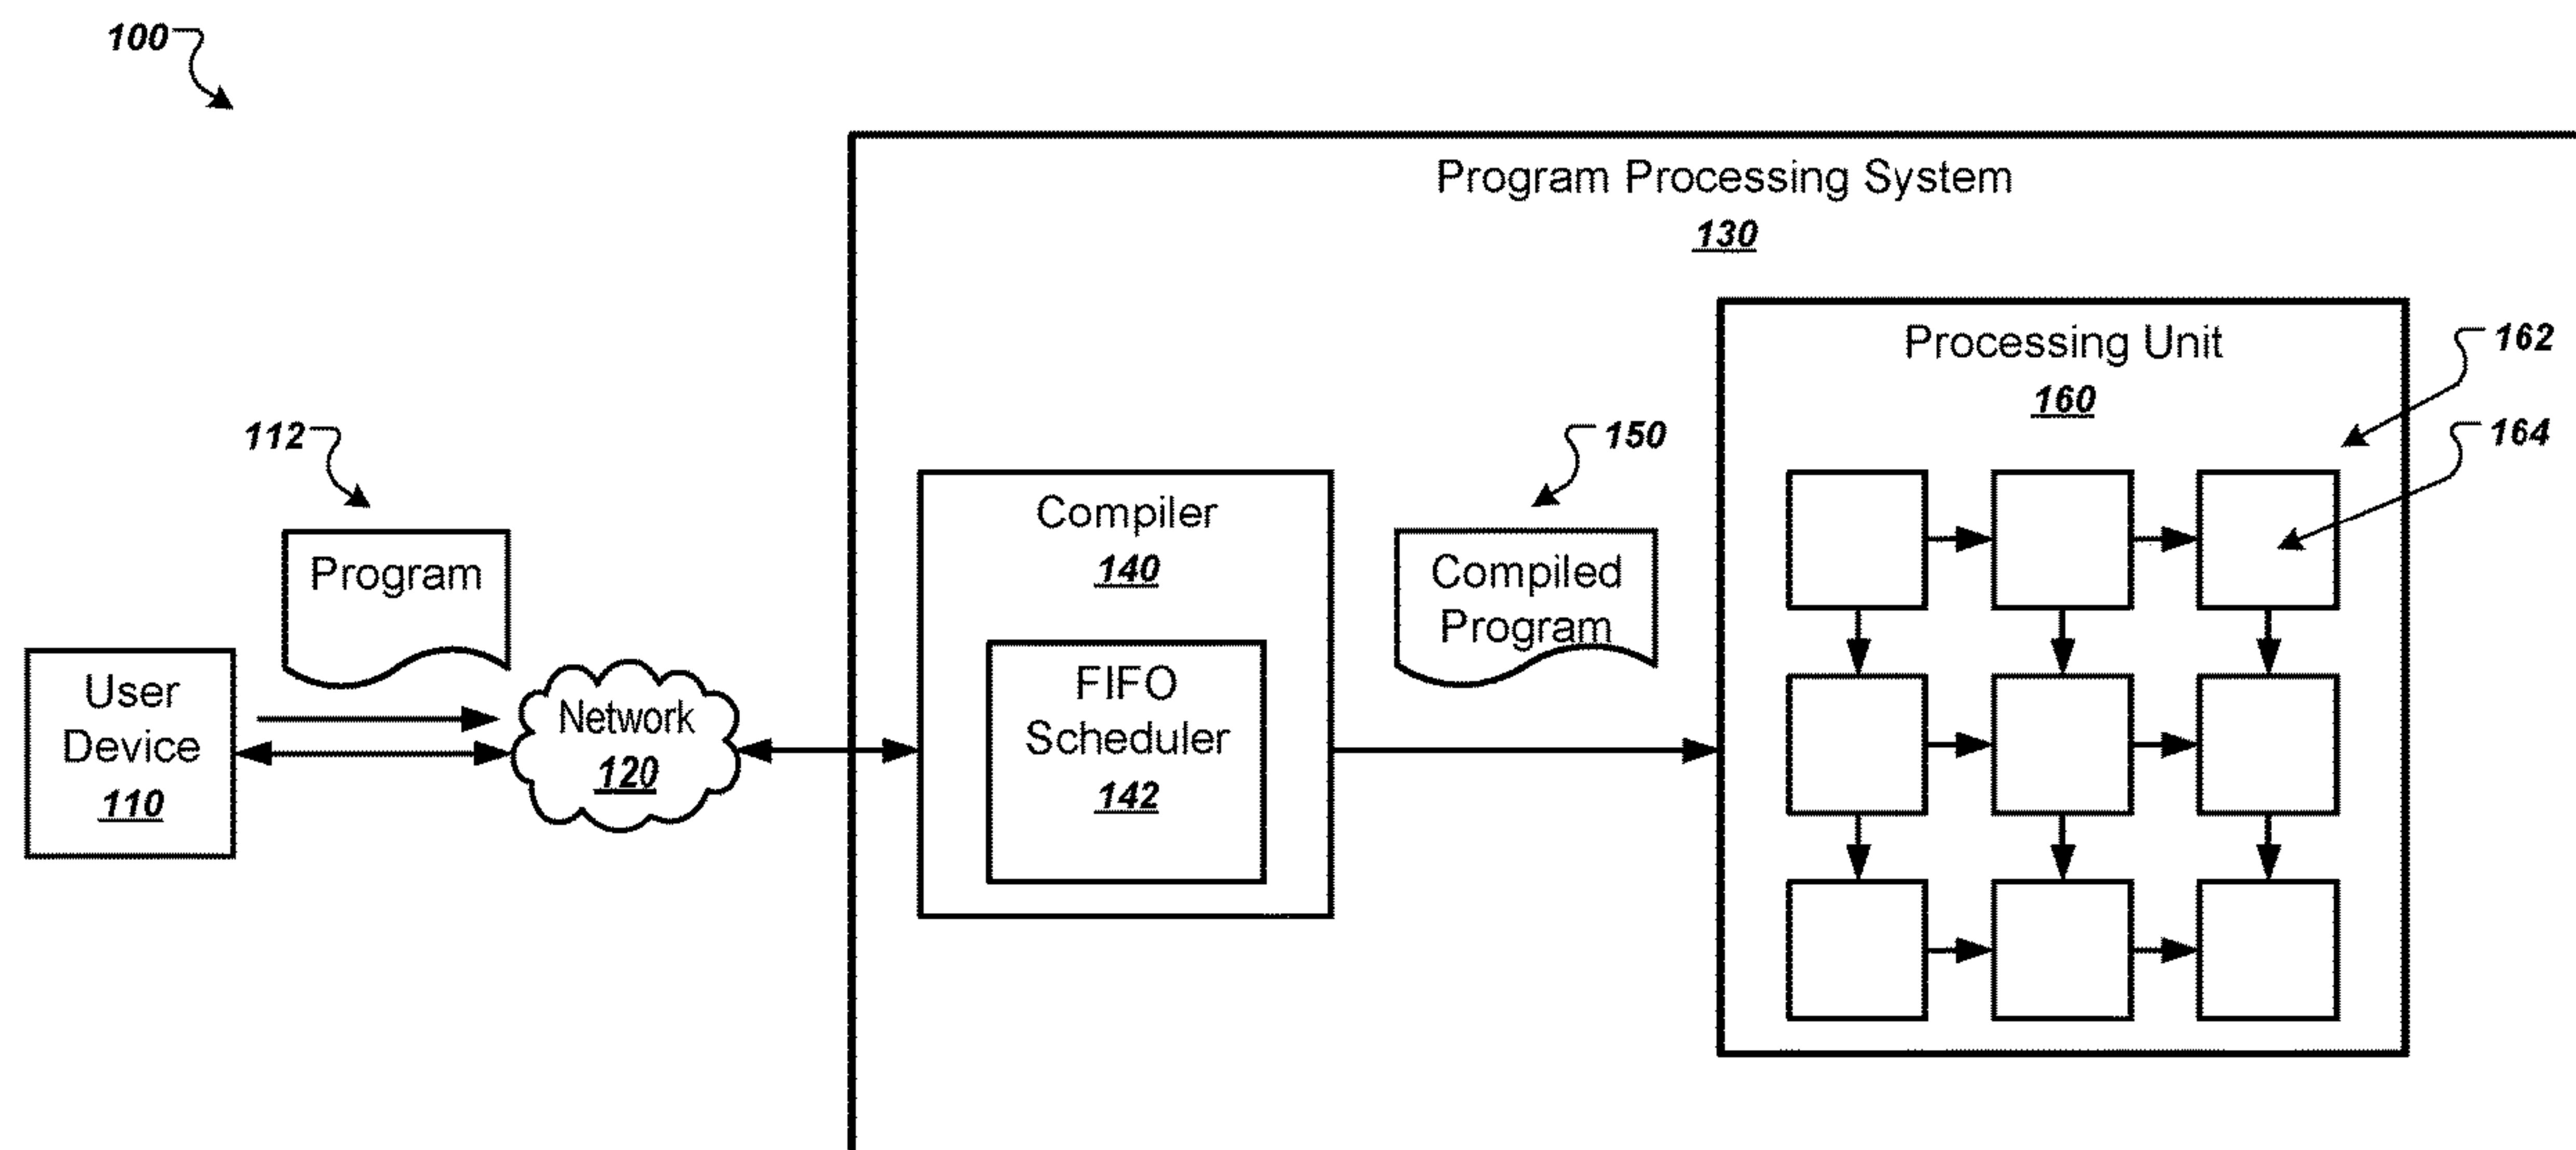 100
Program Processing System
130
Processing Unit
160
162
164
112
150
Program
Compiler
140
Compiled
Program
User
Device
110
Network
120
FIFO
Scheduler
142